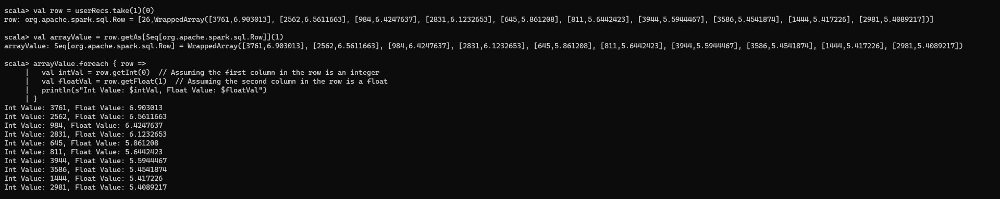 scala> val row = userRecs.take(1)(0)
row: org.apache.spark.sql.Row = [26,WrappedArray([3761,6.903013], [2562,6.5611663], [984,6.4247637], [2831,6.1232653], [645,5.861208], [811,5.6442423], [3944,5.5944467], [3586,5.4541874], [1444,5.417226], [2981,5.4089217])]
scala> val arrayValue = row.getAs[Seq[org.apache.spark.sql.Row]](1)
arrayValue: Seq[org.apache.spark.sql.Row] = WrappedArray([3761,6.903013], [2562,6.5611663], [984,6.4247637], [2831,6.1232653], [645,5.861208], [811,5.6442423], [3944,5.5944467], [3586,5.4541874], [1444,5.417226], [2981,5.4089217])
scala> arrayValue.foreach { row =>
     |   val intVal = row.getInt(0)  // Assuming the first column in the row is an integer
     |   val floatVal = row.getFloat(1)  // Assuming the second column in the row is a float
     |   println(s"Int Value: $intVal, Float Value: $floatVal")
     | }
Int Value: 3761, Float Value: 6.903013
Int Value: 2562, Float Value: 6.5611663
Int Value: 984, Float Value: 6.4247637
Int Value: 2831, Float Value: 6.1232653
Int Value: 645, Float Value: 5.861208
Int Value: 811, Float Value: 5.6442423
Int Value: 3944, Float Value: 5.5944467
Int Value: 3586, Float Value: 5.4541874
Int Value: 1444, Float Value: 5.417226
Int Value: 2981, Float Value: 5.4089217